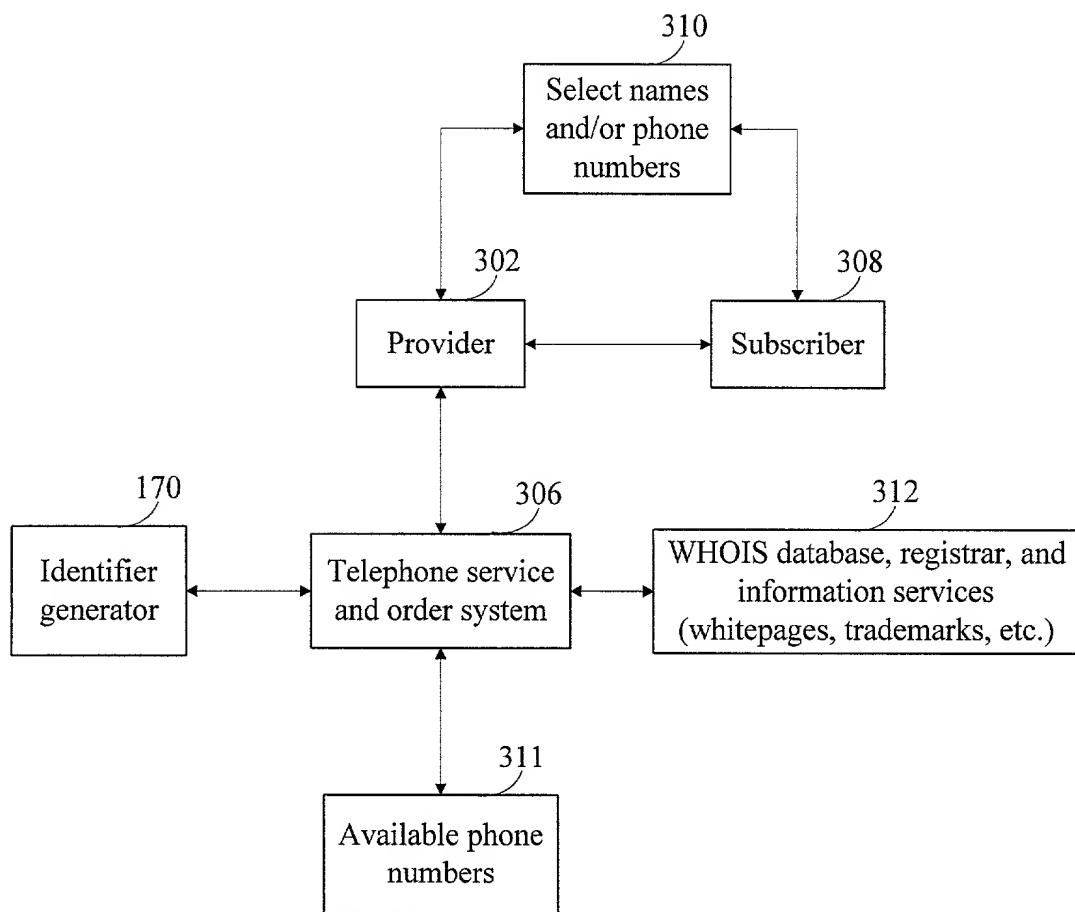 310
Select names
and/or phone
numbers
302
Provider
308
Subscriber
170
Identifier
generator
306
Telephone service
and order system
312
WHOIS database, registrar, and
information services
(whitepages, trademarks, etc.)
311
Available phone
numbers